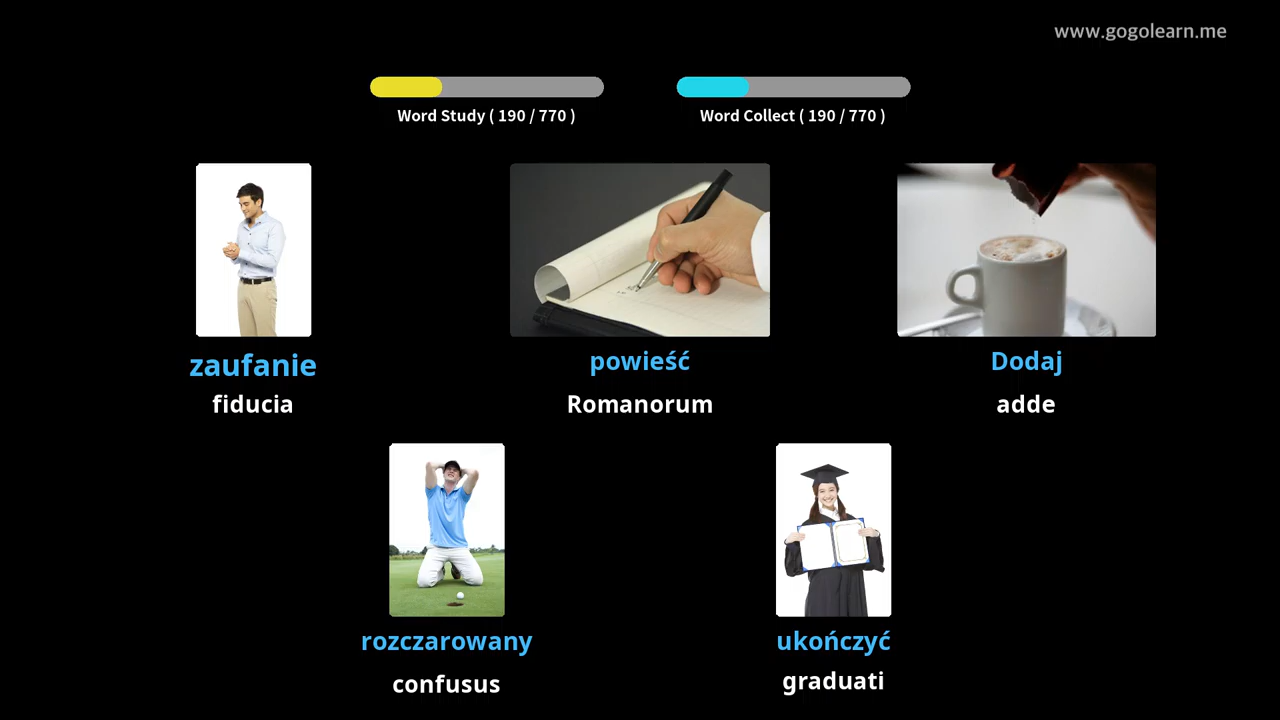 www.gogolearn.me
Word Study ( 190 / 770 )
Word Collect ( 190 / 770 )
zaufanie
fiducia
powieść
Romanorum
Dodaj
adde
rozczarowany
confusus
ukończyć
graduati